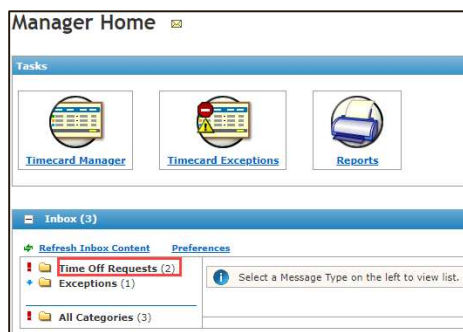 Manager Home
Tasks
Timecard Manager
Timecard Exceptions
Reports
Inbox (3)
Refresh Inbox Content
Preferences
Time Off Requests (2)
Exceptions (1)
Select a Message Type on the left to view list.
All Categories (3)